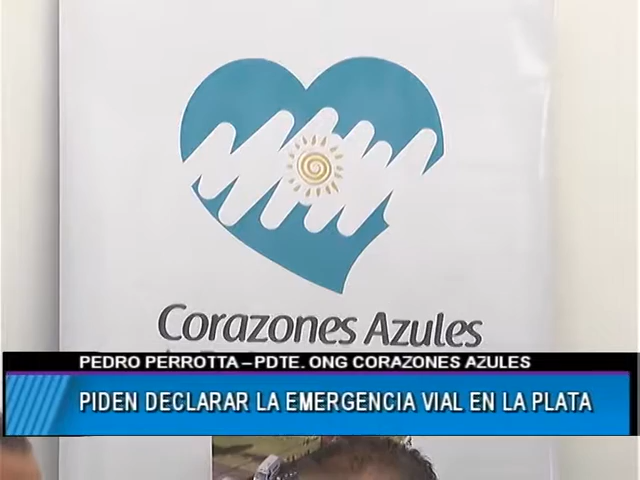 Corazones Azules
PEDRO PERROTTA – PDTE. ONG CORAZONES AZULES
PIDEN DECLARAR LA EMERGENCIA VIAL EN LA PLATA